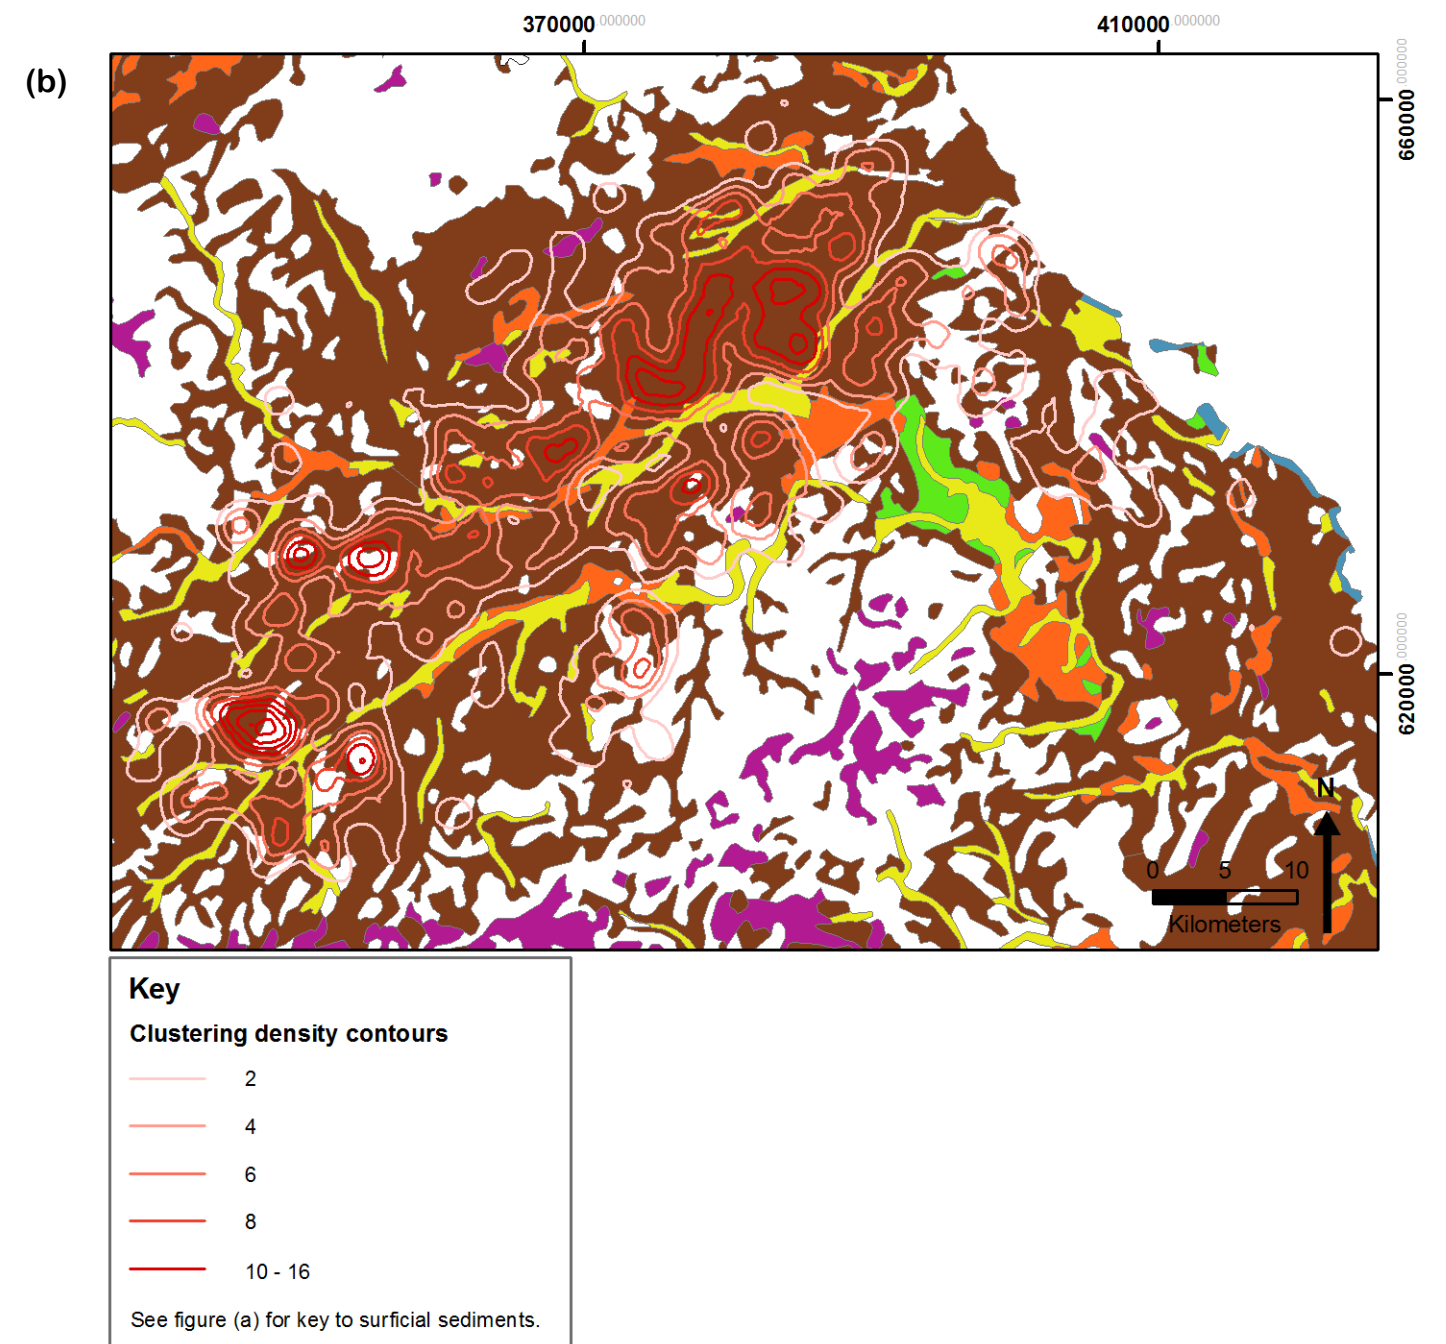 370000 000000
410000 000000
(b)
660000 000000
620000 000000
N
0 5 10
Kilometers
Key
Clustering density contours
2
4
6
8
10 - 16
See figure (a) for key to surficial sediments.